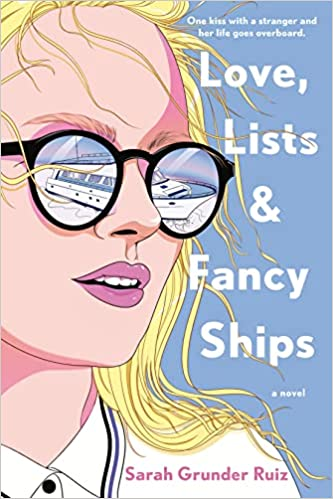 One kiss with a stranger and
her life goes overboard.
Love,
Lists
&
Fancy
Ships
a novel
Sarah Grunder Ruiz